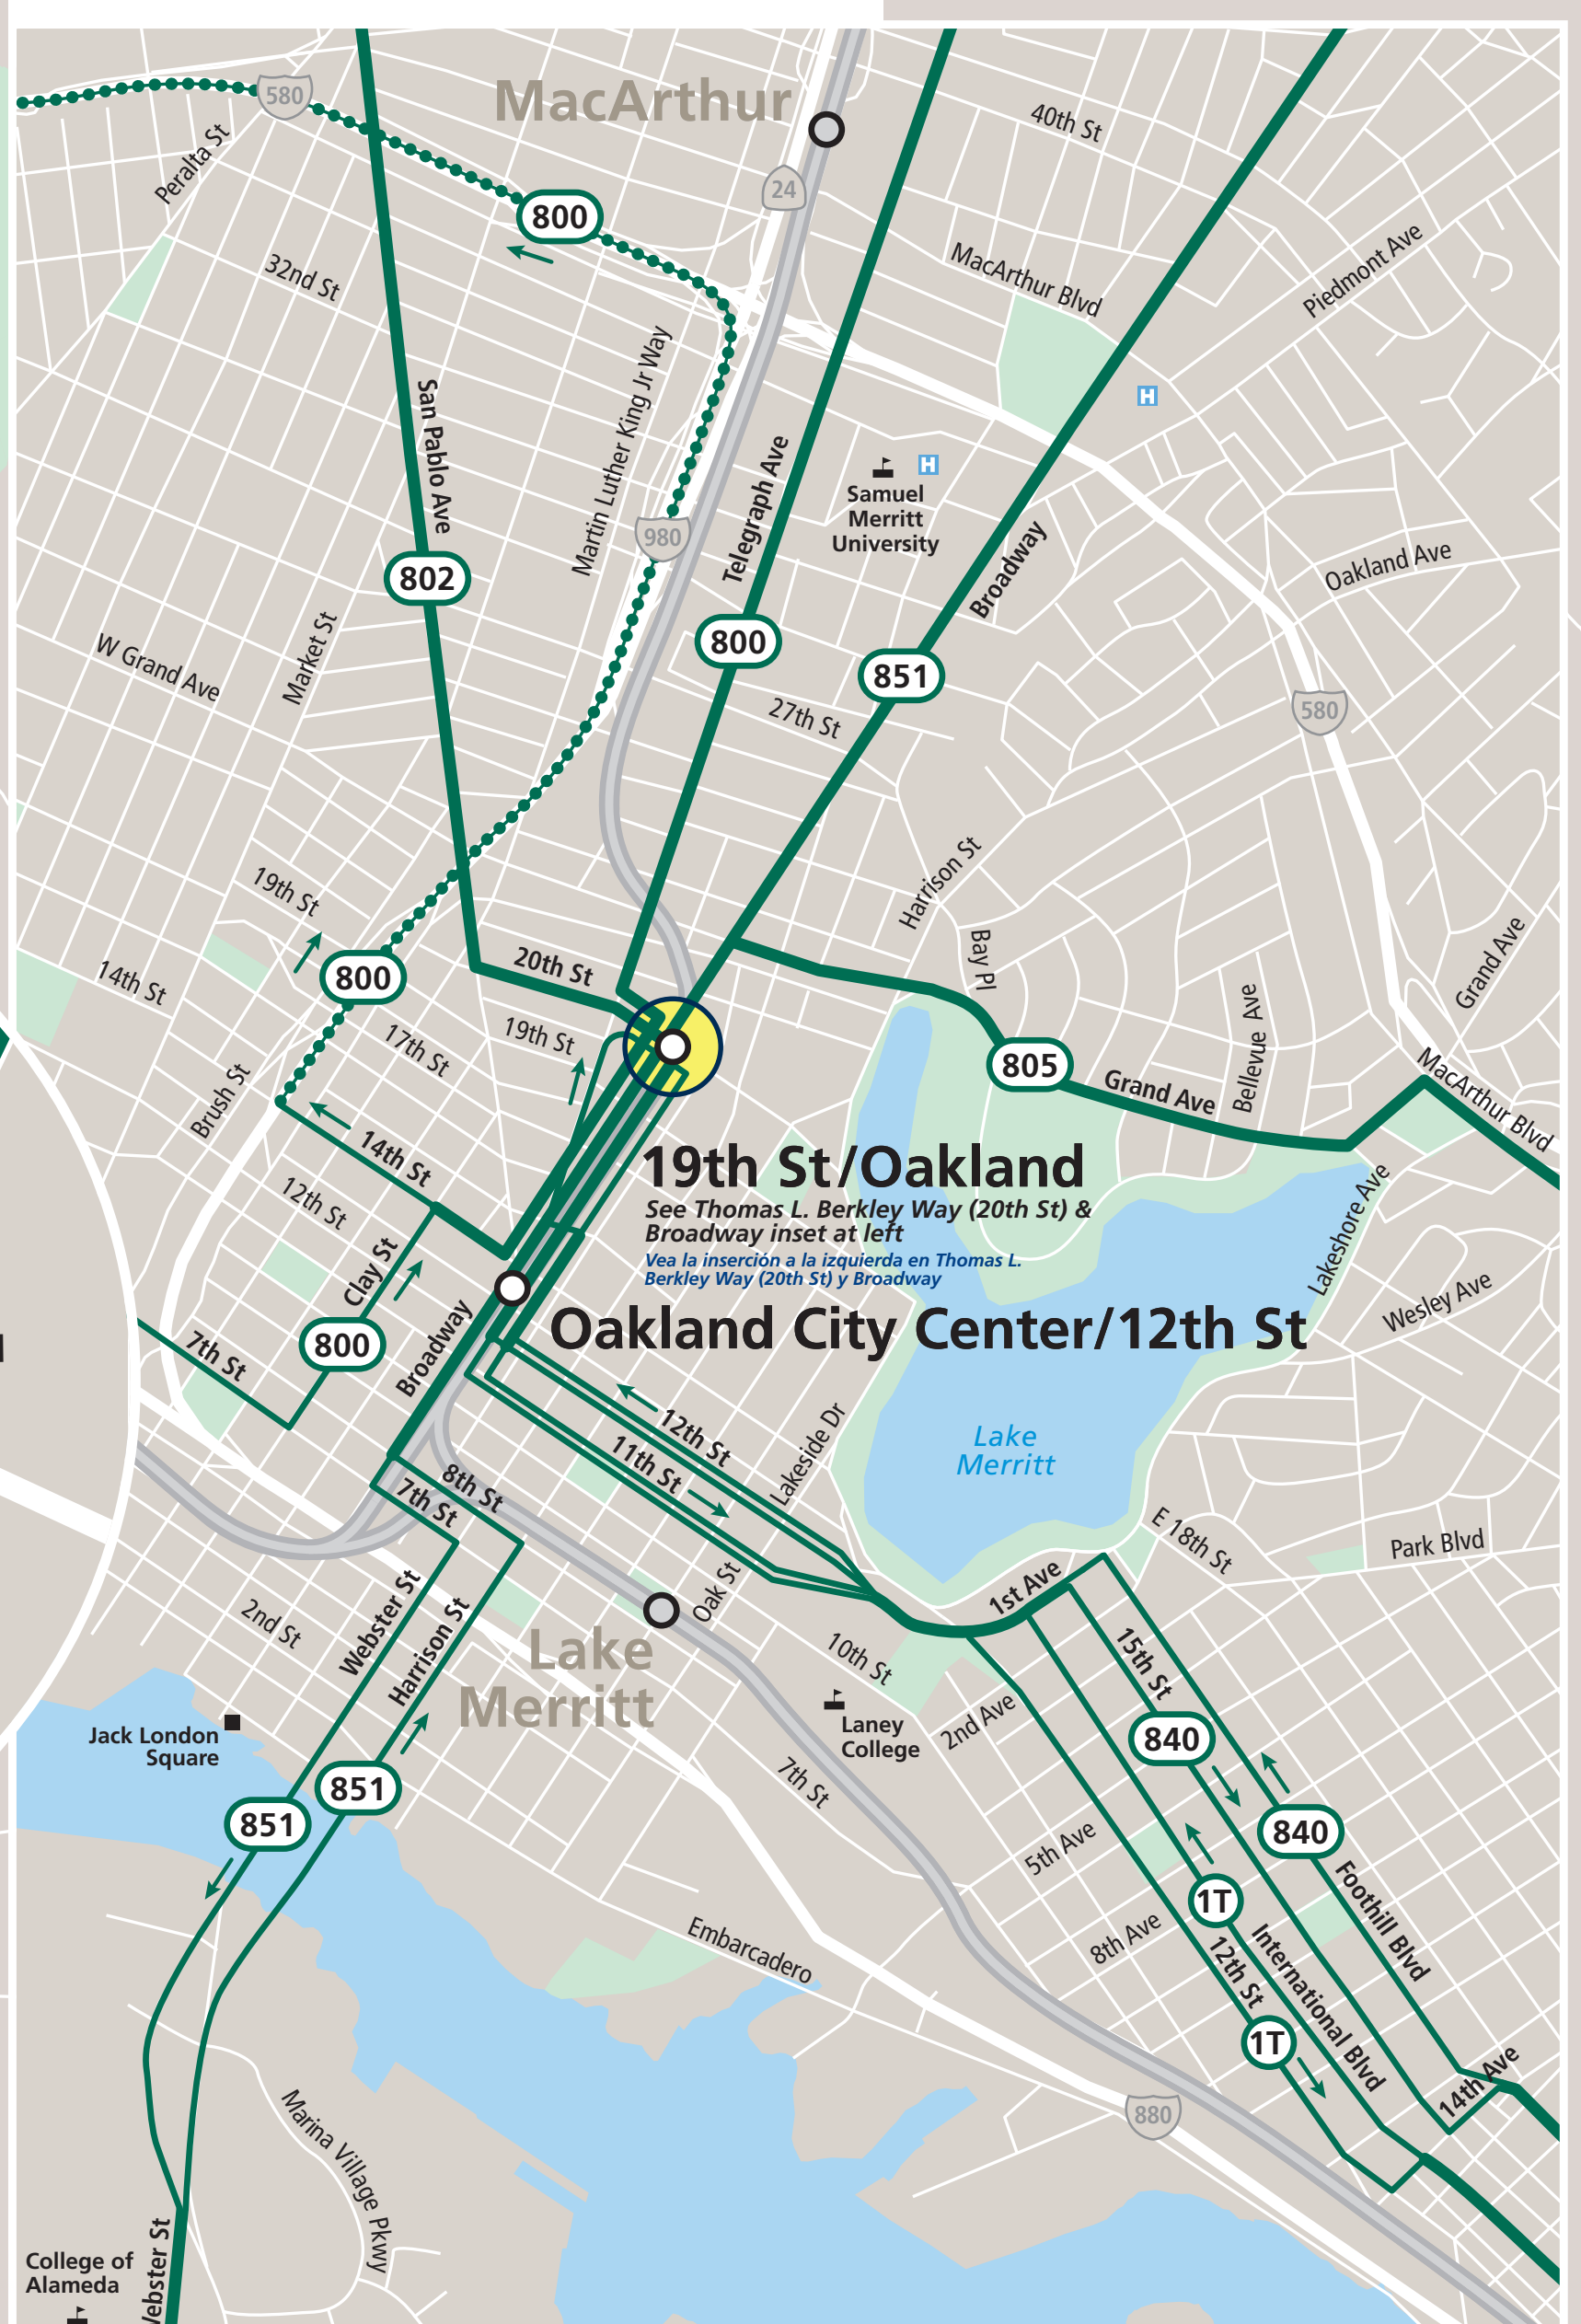 580
MacArthur
40th St
Peralta St
24
800
32nd St
MacArthur Blvd
Piedmont Ave
San Pablo Ave
Martin Luther King Jr Way
H
Telegraph Ave
H
Samuel
Merritt
University
980
Broadway
Oakland Ave
802
800
851
W Grand Ave
Market St
27th St
580
19th St
Harrison St
Bay Pl
Grand Ave
20th St
14th St
800
17th St
19th St
Bellevue Ave
805
Grand Ave
MacArthur Blvd
Brush St
14th St
12th St
19th St/Oakland
See Thomas L. Berkley Way (20th St) &
Broadway inset at left
Vea la inserción a la izquierda en Thomas L.
Berkley Way (20th St) y Broadway
Lakeshore Ave
Clay St
Wesley Ave
Oakland City Center/12th St
800
7th St
Broadway
12th St
11th St
Lakeside Dr
Lake
Merritt
8th St
7th St
E 18th St
Park Blvd
1st Ave
Oak St
2nd St
Webster St
Harrison St
Lake
Merritt
10th St
15th St
Jack London
Square
Laney
College
2nd Ave
840
7th St
851
851
840
5th Ave
Foothill Blvd
1T
8th Ave
12th St
International Blvd
Embarcadero
1T
14th Ave
880
Marina Village Pkwy
College of
Alameda